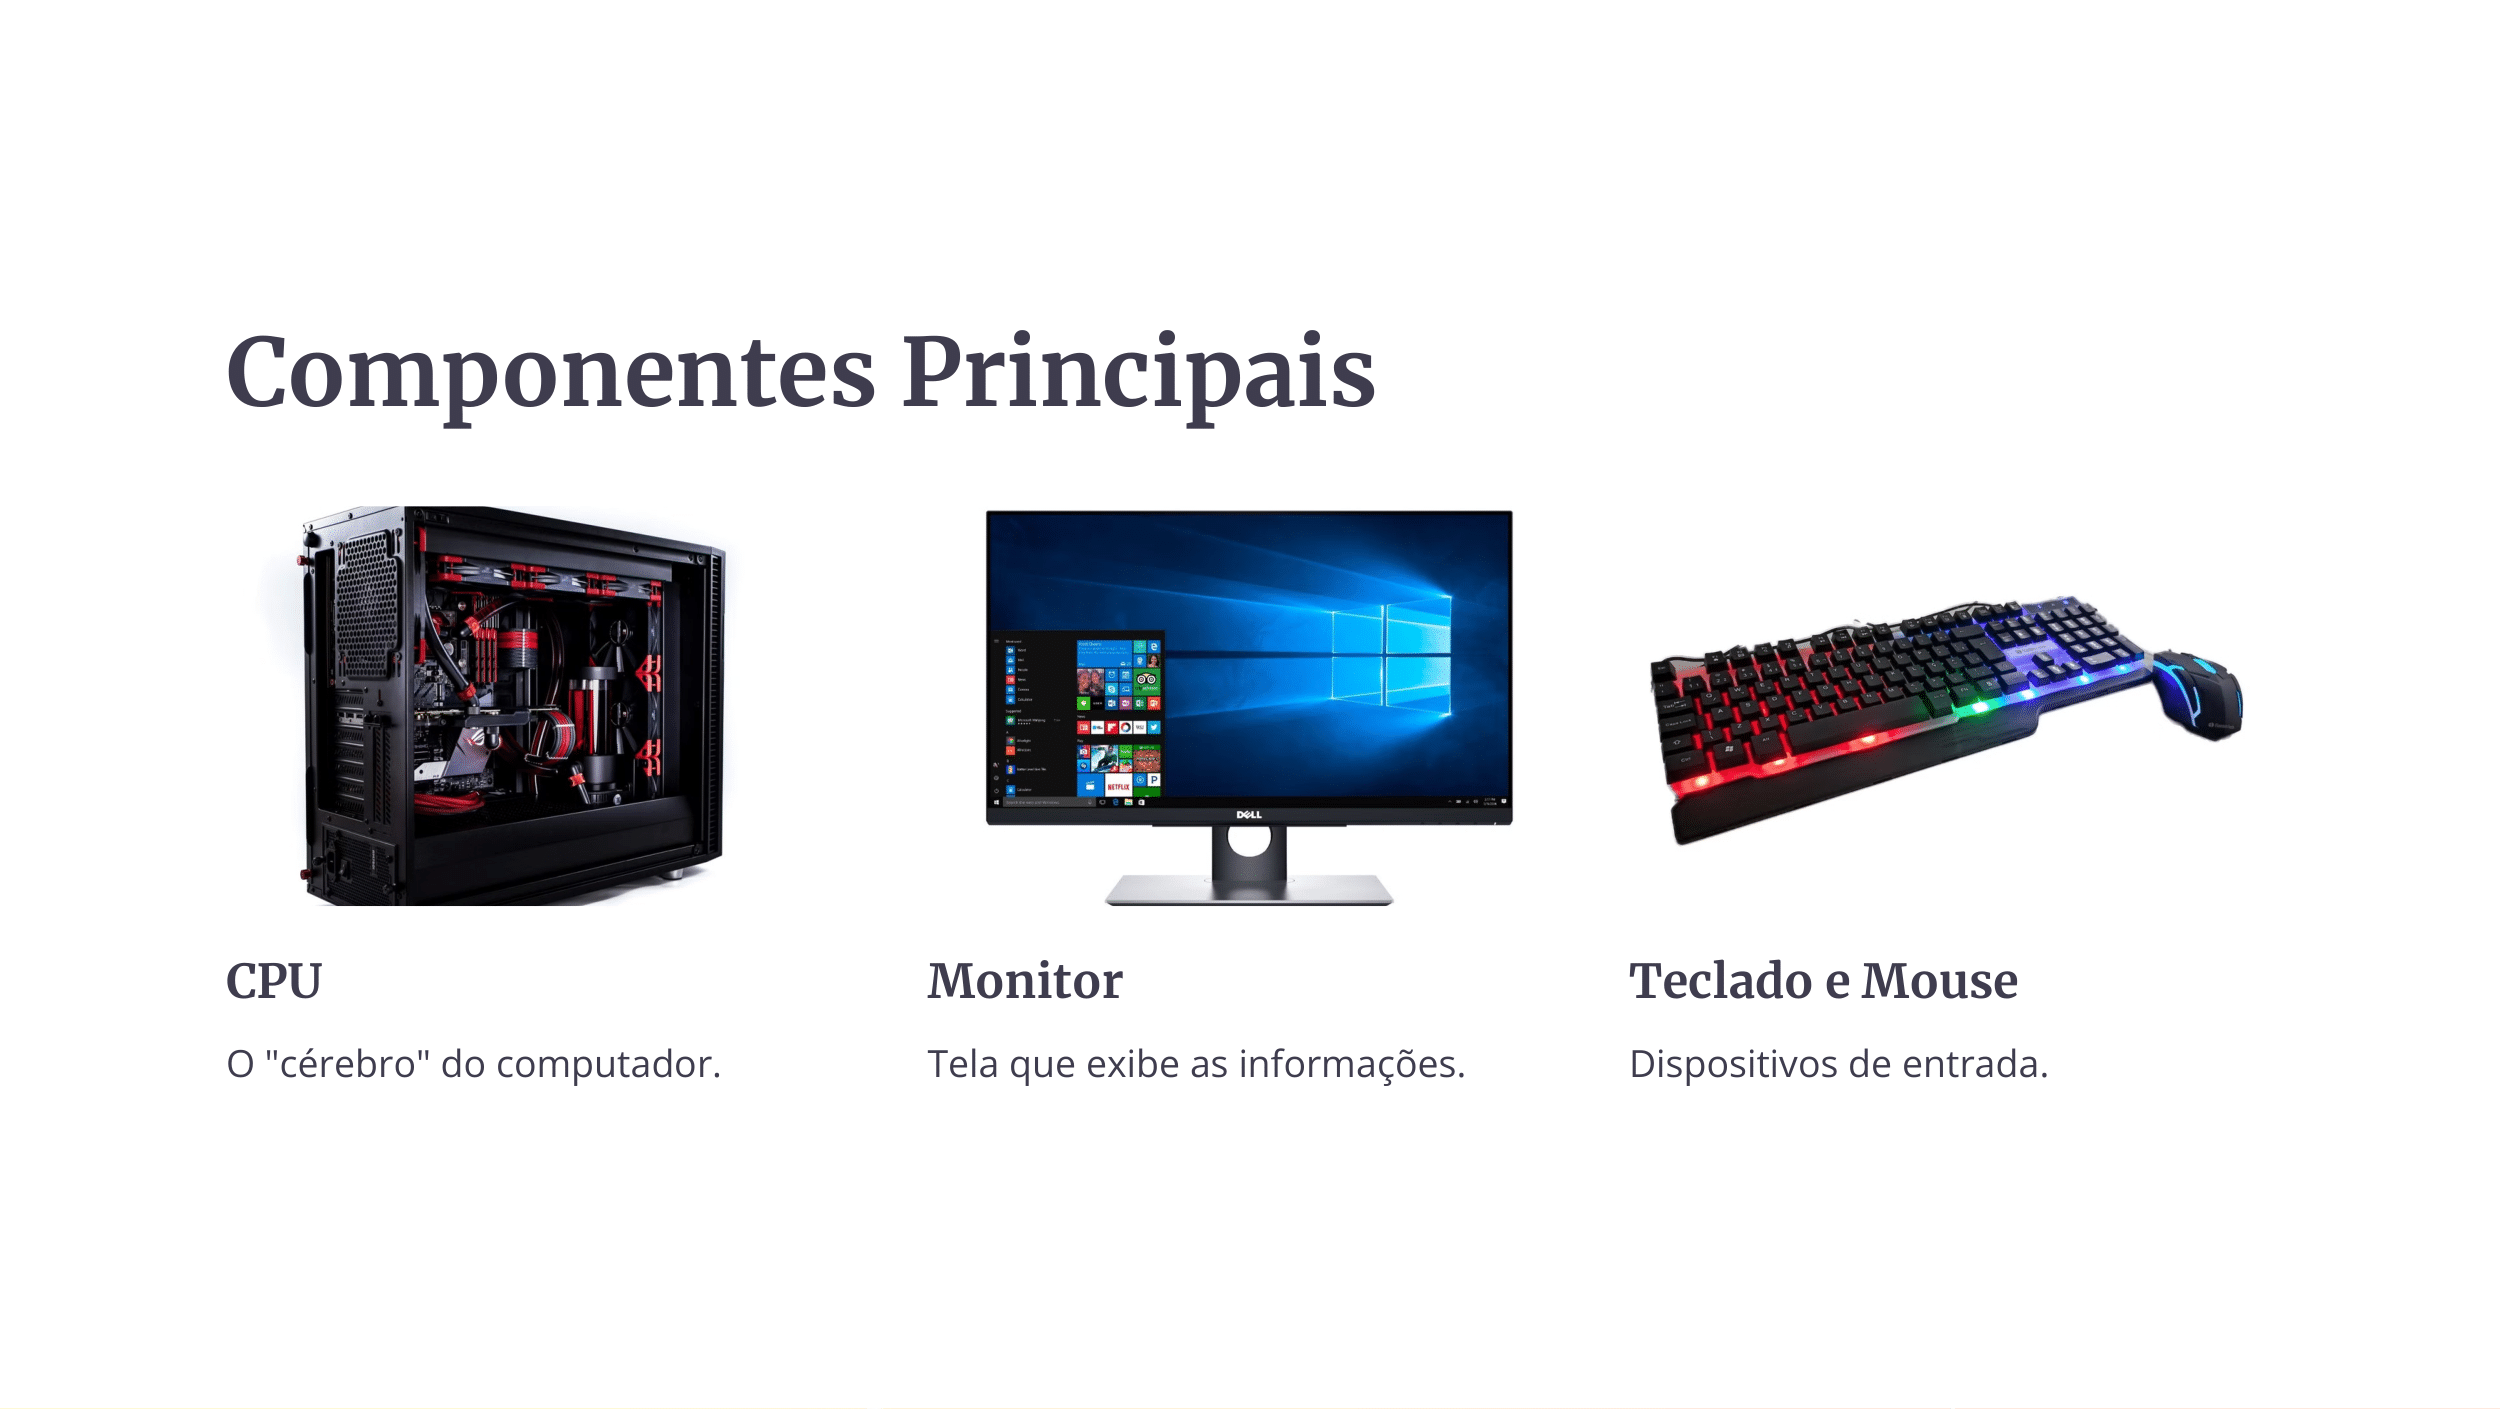 Componentes Principais
NETFLIX
DELL
CPU
Monitor
Teclado e Mouse
O "cérebro" do computador.
Tela que exibe as informações.
Dispositivos de entrada.